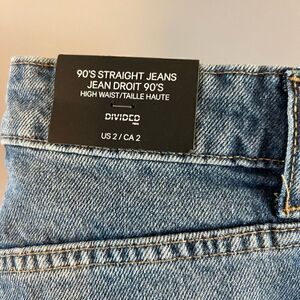 90'S STRAIGHT JEANS
JEAN DROIT 90'S
HIGH WAIST/TAILLE HAUTE
DIVIDED
US 2 / CA 2